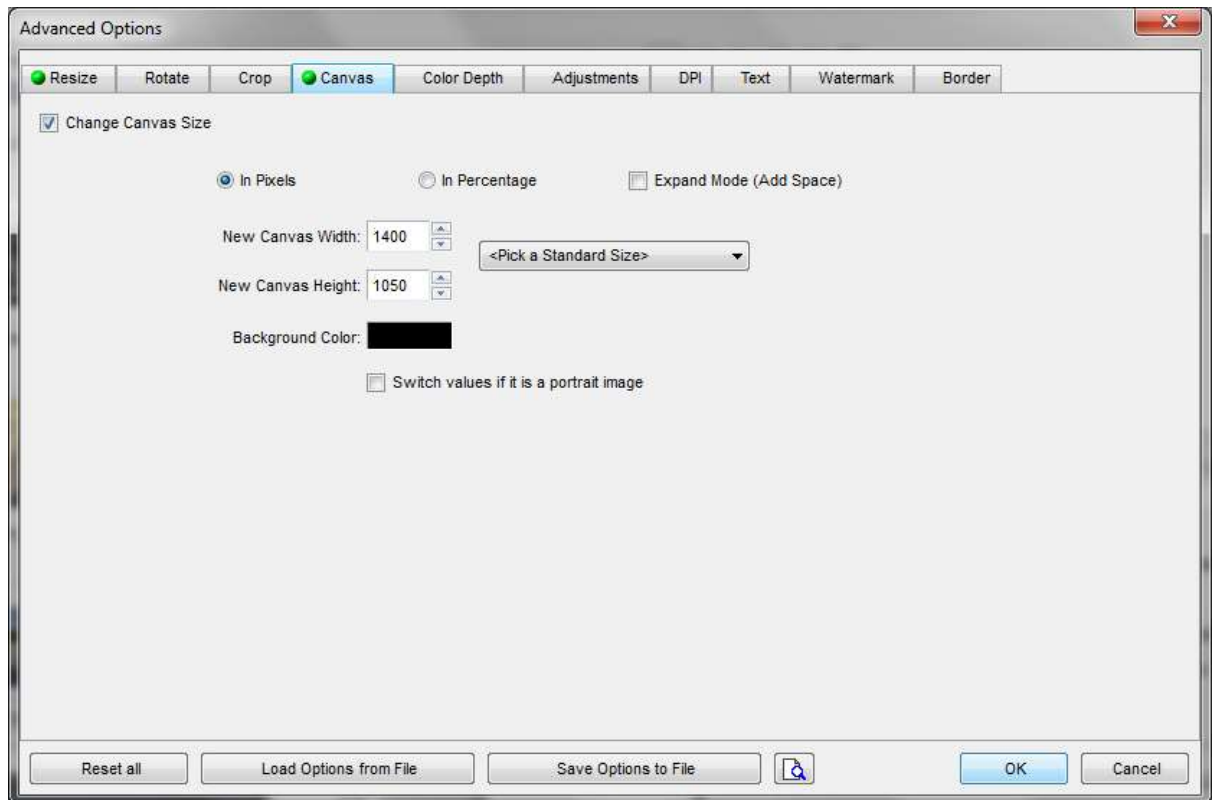 Advanced Options
Resize Rotate Crop Canvas Color Depth Adjustments DPI Text Watermark Border
Change Canvas Size
In Pixels In Percentage Expand Mode (Add Space)
New Canvas Width: 1400
<Pick a Standard Size>
New Canvas Height: 1050
Background Color:
Switch values if it is a portrait image
Reset all Load Options from File Save Options to File OK Cancel